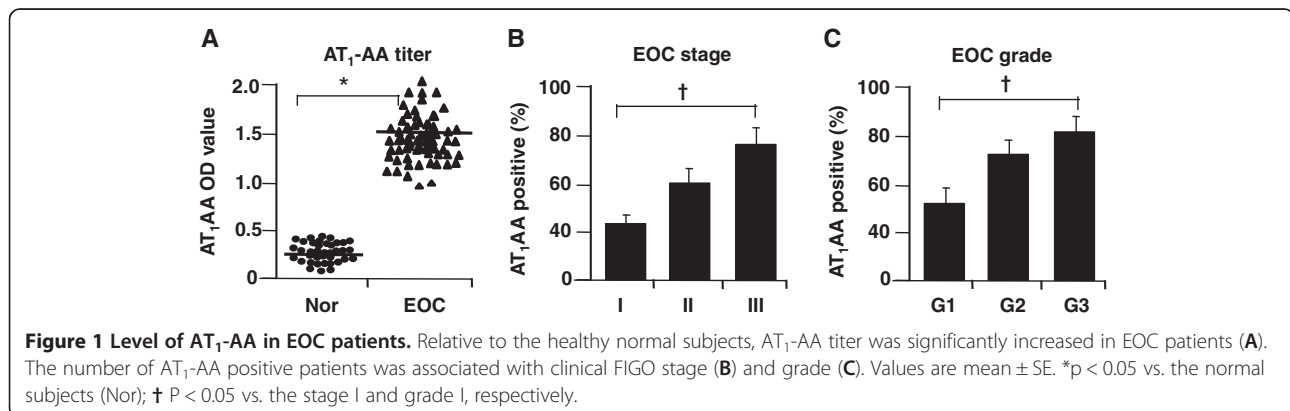 A
AT₁-AA titer
*
AT₁AA OD value
2.0
1.5
1.0
0.5
0
Nor EOC
B
EOC stage
†
AT₁AA positive (%)
100
80
60
40
0
I II III
C
EOC grade
†
AT₁AA positive (%)
100
80
60
40
0
G1 G2 G3
Figure 1 Level of AT₁-AA in EOC patients. Relative to the healthy normal subjects, AT₁-AA titer was significantly increased in EOC patients (A).
The number of AT₁-AA positive patients was associated with clinical FIGO stage (B) and grade (C). Values are mean ± SE. *p < 0.05 vs. the normal
subjects (Nor); † P < 0.05 vs. the stage I and grade I, respectively.